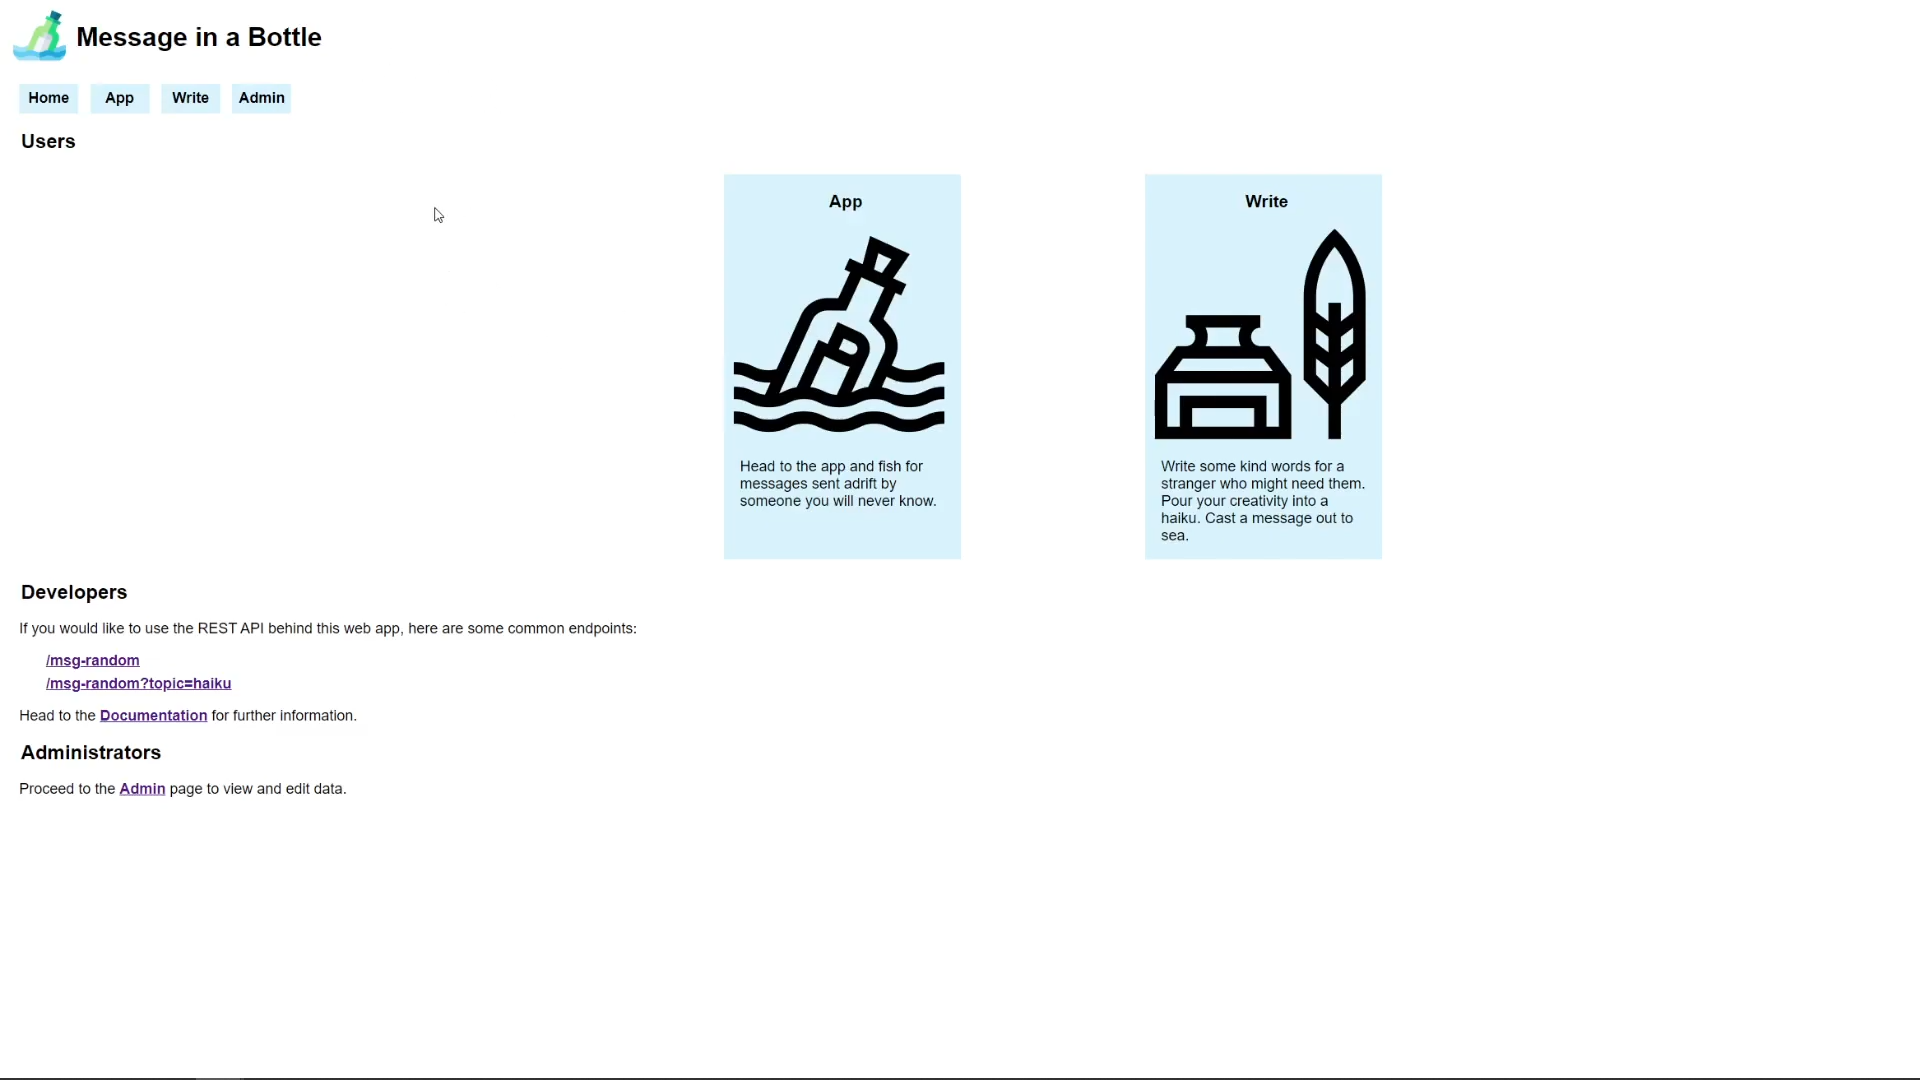 Message in a Bottle
Home
App
Write
Admin
Users
App
Head to the app and fish for
messages sent adrift by
someone you will never know.
Write
Write some kind words for a
stranger who might need them.
Pour your creativity into a
haiku. Cast a message out to
sea.
Developers
If you would like to use the REST API behind this web app, here are some common endpoints:
/msg-random
/msg-random?topic=haiku
Head to the Documentation for further information.
Administrators
Proceed to the Admin page to view and edit data.